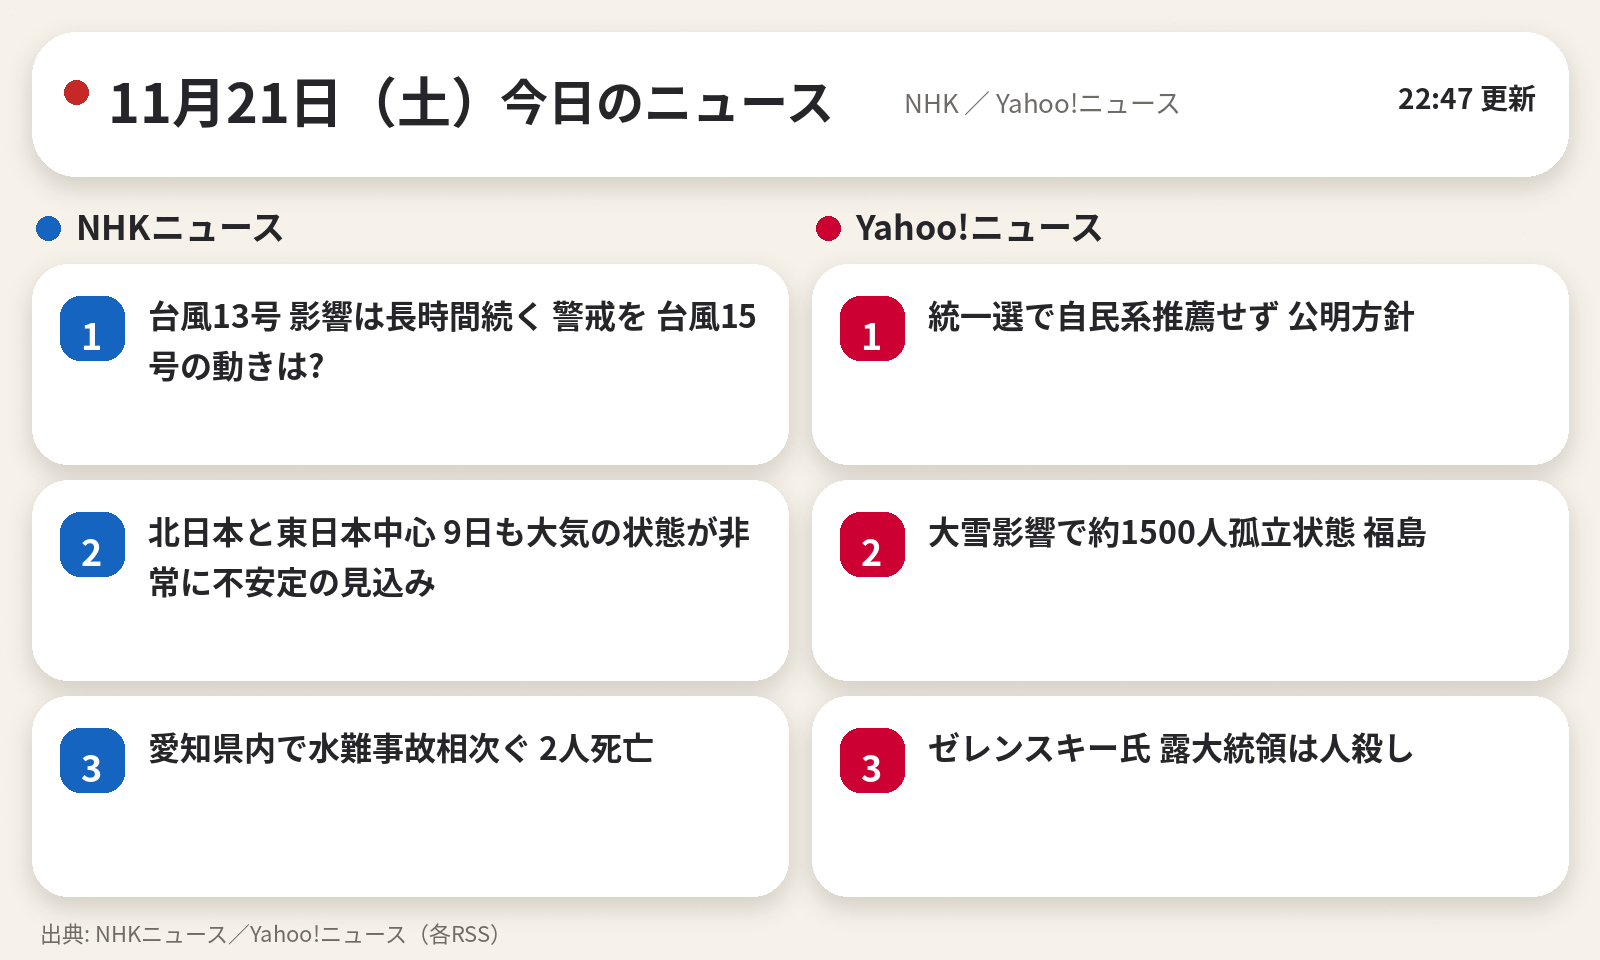 11月21日（土）今日のニュース
NHK ／ Yahoo!ニュース
22:47 更新
NHKニュース
1
台風13号 影響は長時間続く 警戒を 台風15
号の動きは?
2
北日本と東日本中心 9日も大気の状態が非
常に不安定の見込み
3
愛知県内で水難事故相次ぐ 2人死亡
Yahoo!ニュース
1
統一選で自民系推薦せず 公明方針
2
大雪影響で約1500人孤立状態 福島
3
ゼレンスキー氏 露大統領は人殺し
出典: NHKニュース／Yahoo!ニュース（各RSS）